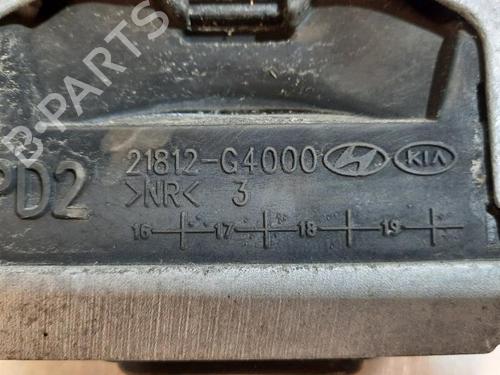 B-PARTS
21812-G4000 KIA
PD2 >NR< 3
16 17 18 19